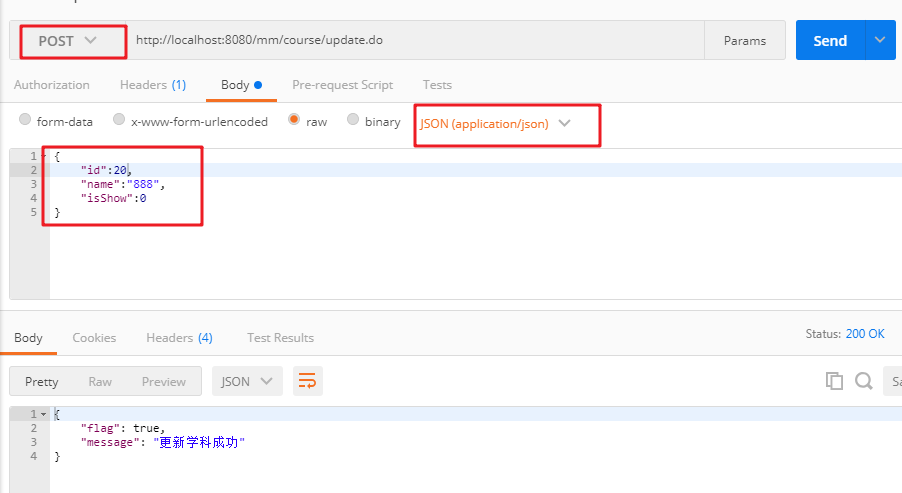 POST http://localhost:8080/mm/course/update.do Params Send
Authorization Headers (1) Body Pre-request Script Tests
form-data x-www-form-urlencoded raw binary JSON (application/json)
1 {
2 "id":20,
3 "name":"888",
4 "isShow":0
5 }
Body Cookies Headers (4) Test Results Status: 200 OK
Pretty Raw Preview JSON Sa
1 {
2 "flag": true,
3 "message": "更新学科成功"
4 }